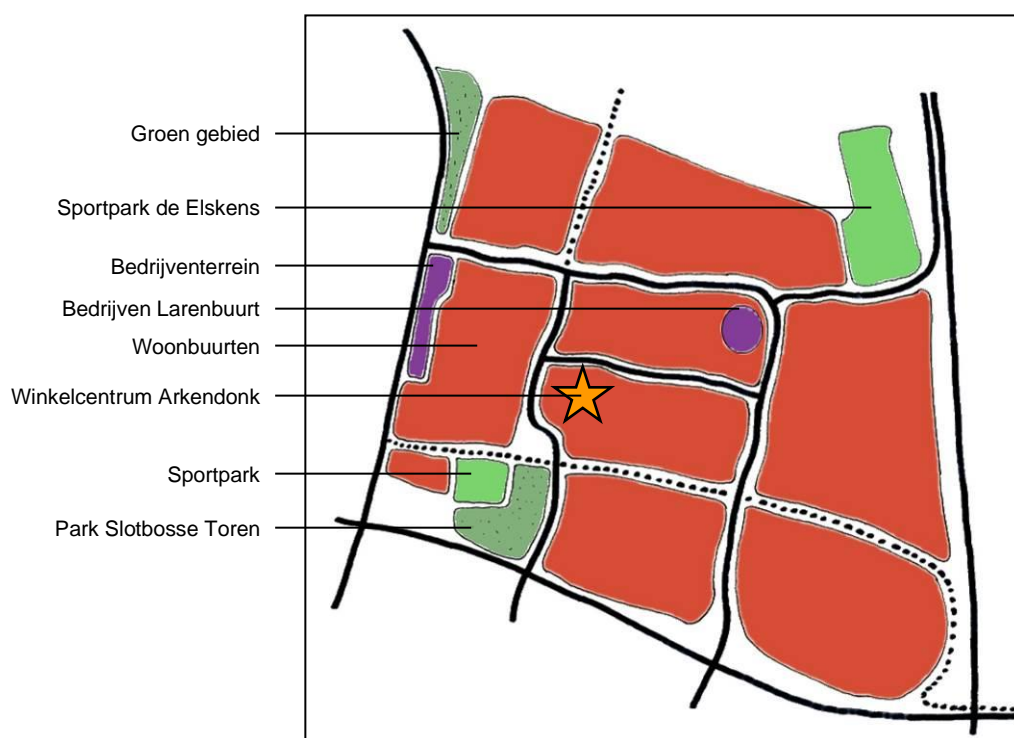 Groen gebied
Sportpark de Elskens
Bedrijventerrein
Bedrijven Larenbuurt
Woonbuurten
Winkelcentrum Arkendonk
Sportpark
Park Slotbosse Toren